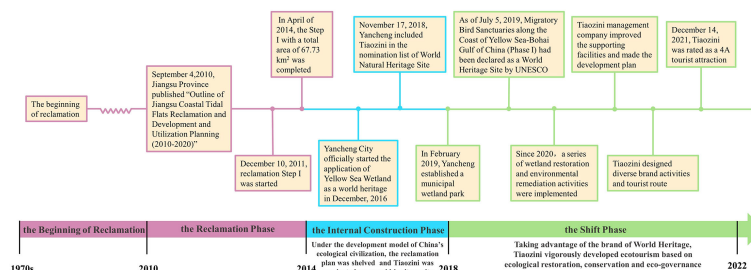 The beginning
of reclamation
September 4,2010,
Jiangsu Province
published "Outline of
Jiangsu Coastal Tidal
Flats Reclamation and
Development and
Utilization Planning
(2010-2020)"
In April of
2014, the Step
I with a total
area of 67.73
km² was
completed
December 10, 2011,
reclamation Step I
was started
November 17, 2018,
Yancheng included
Tiaozini in the
nomination list of World
Natural Heritage Site
Yancheng City
officially started the
application of
Yellow Sea Wetland
as a world heritage
in December, 2016
As of July 5, 2019, Migratory
Bird Sanctuaries along
the Coast of Yellow Sea-Bohai
Gulf of China (Phase I) had
been declared as a World
Heritage Site by UNESCO
In February
2019, Yancheng
established a
municipal
wetland park
Since 2020, a series
of wetland restoration
and environmental
remediation activities
were implemented
Tiaozini management
company improved
the supporting
facilities and made the
development plan
Tiaozini designed
diverse brand activities
and tourist route
December 14,
2021, Tiaozini
was rated as a 4A
tourist attraction
the Beginning of Reclamation
the Reclamation Phase
the Internal Construction Phase
the Shift Phase
1970s
2010
2014
2018
2022
Under the development model of China's
ecological civilization, the reclamation
plan was shelved and Tiaozini was
Taking advantage of the brand of World Heritage,
Tiaozini vigorously developed ecotourism based on
ecological restoration, conservation and eco-governance